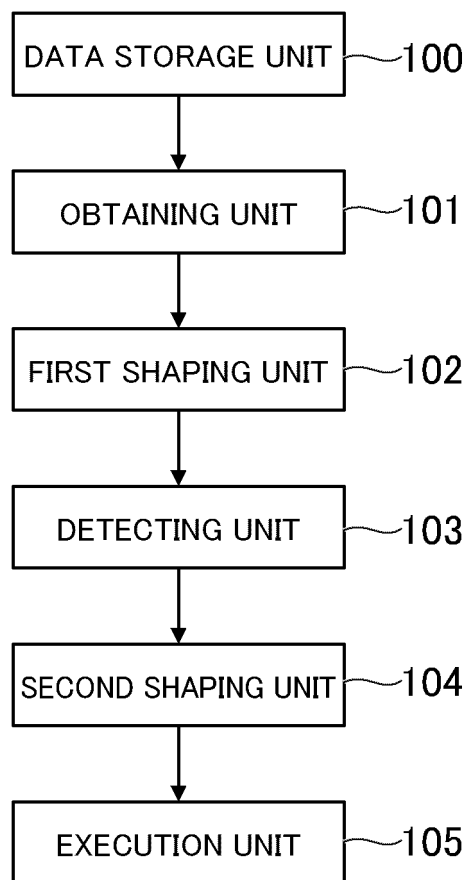 DATA STORAGE UNIT 100
OBTAINING UNIT 101
FIRST SHAPING UNIT 102
DETECTING UNIT 103
SECOND SHAPING UNIT 104
EXECUTION UNIT 105